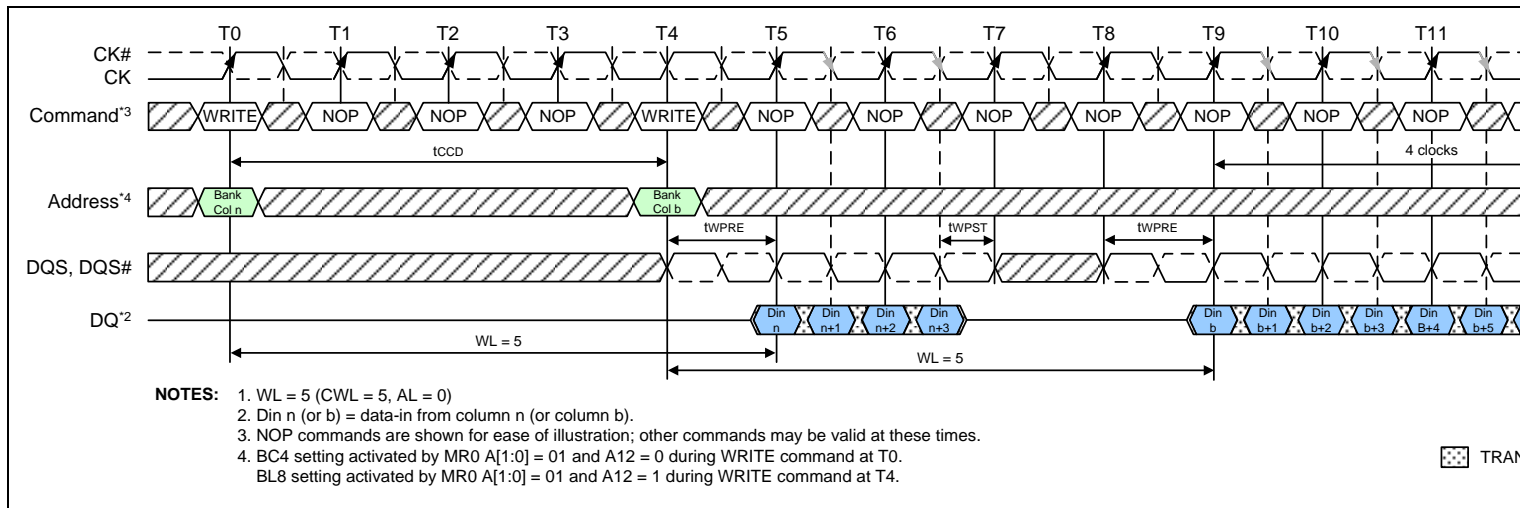 T0 T1 T2 T3 T4 T5 T6 T7 T8 T9 T10 T11
CK#
CK
Command*3 WRITE NOP NOP NOP WRITE NOP NOP NOP NOP NOP NOP NOP
tCCD 4 clocks
Address*4 Bank Col n Bank Col b
tWPRE tWPST tWPRE
DQS, DQS#
DQ*2 Din n Din n+1 Din n+2 Din n+3 Din b Din b+1 Din b+2 Din b+3 Din B+4 Din b+5
WL = 5
WL = 5
NOTES: 1. WL = 5 (CWL = 5, AL = 0)
2. Din n (or b) = data-in from column n (or column b).
3. NOP commands are shown for ease of illustration; other commands may be valid at these times.
4. BC4 setting activated by MR0 A[1:0] = 01 and A12 = 0 during WRITE command at T0.
BL8 setting activated by MR0 A[1:0] = 01 and A12 = 1 during WRITE command at T4.
TRAN